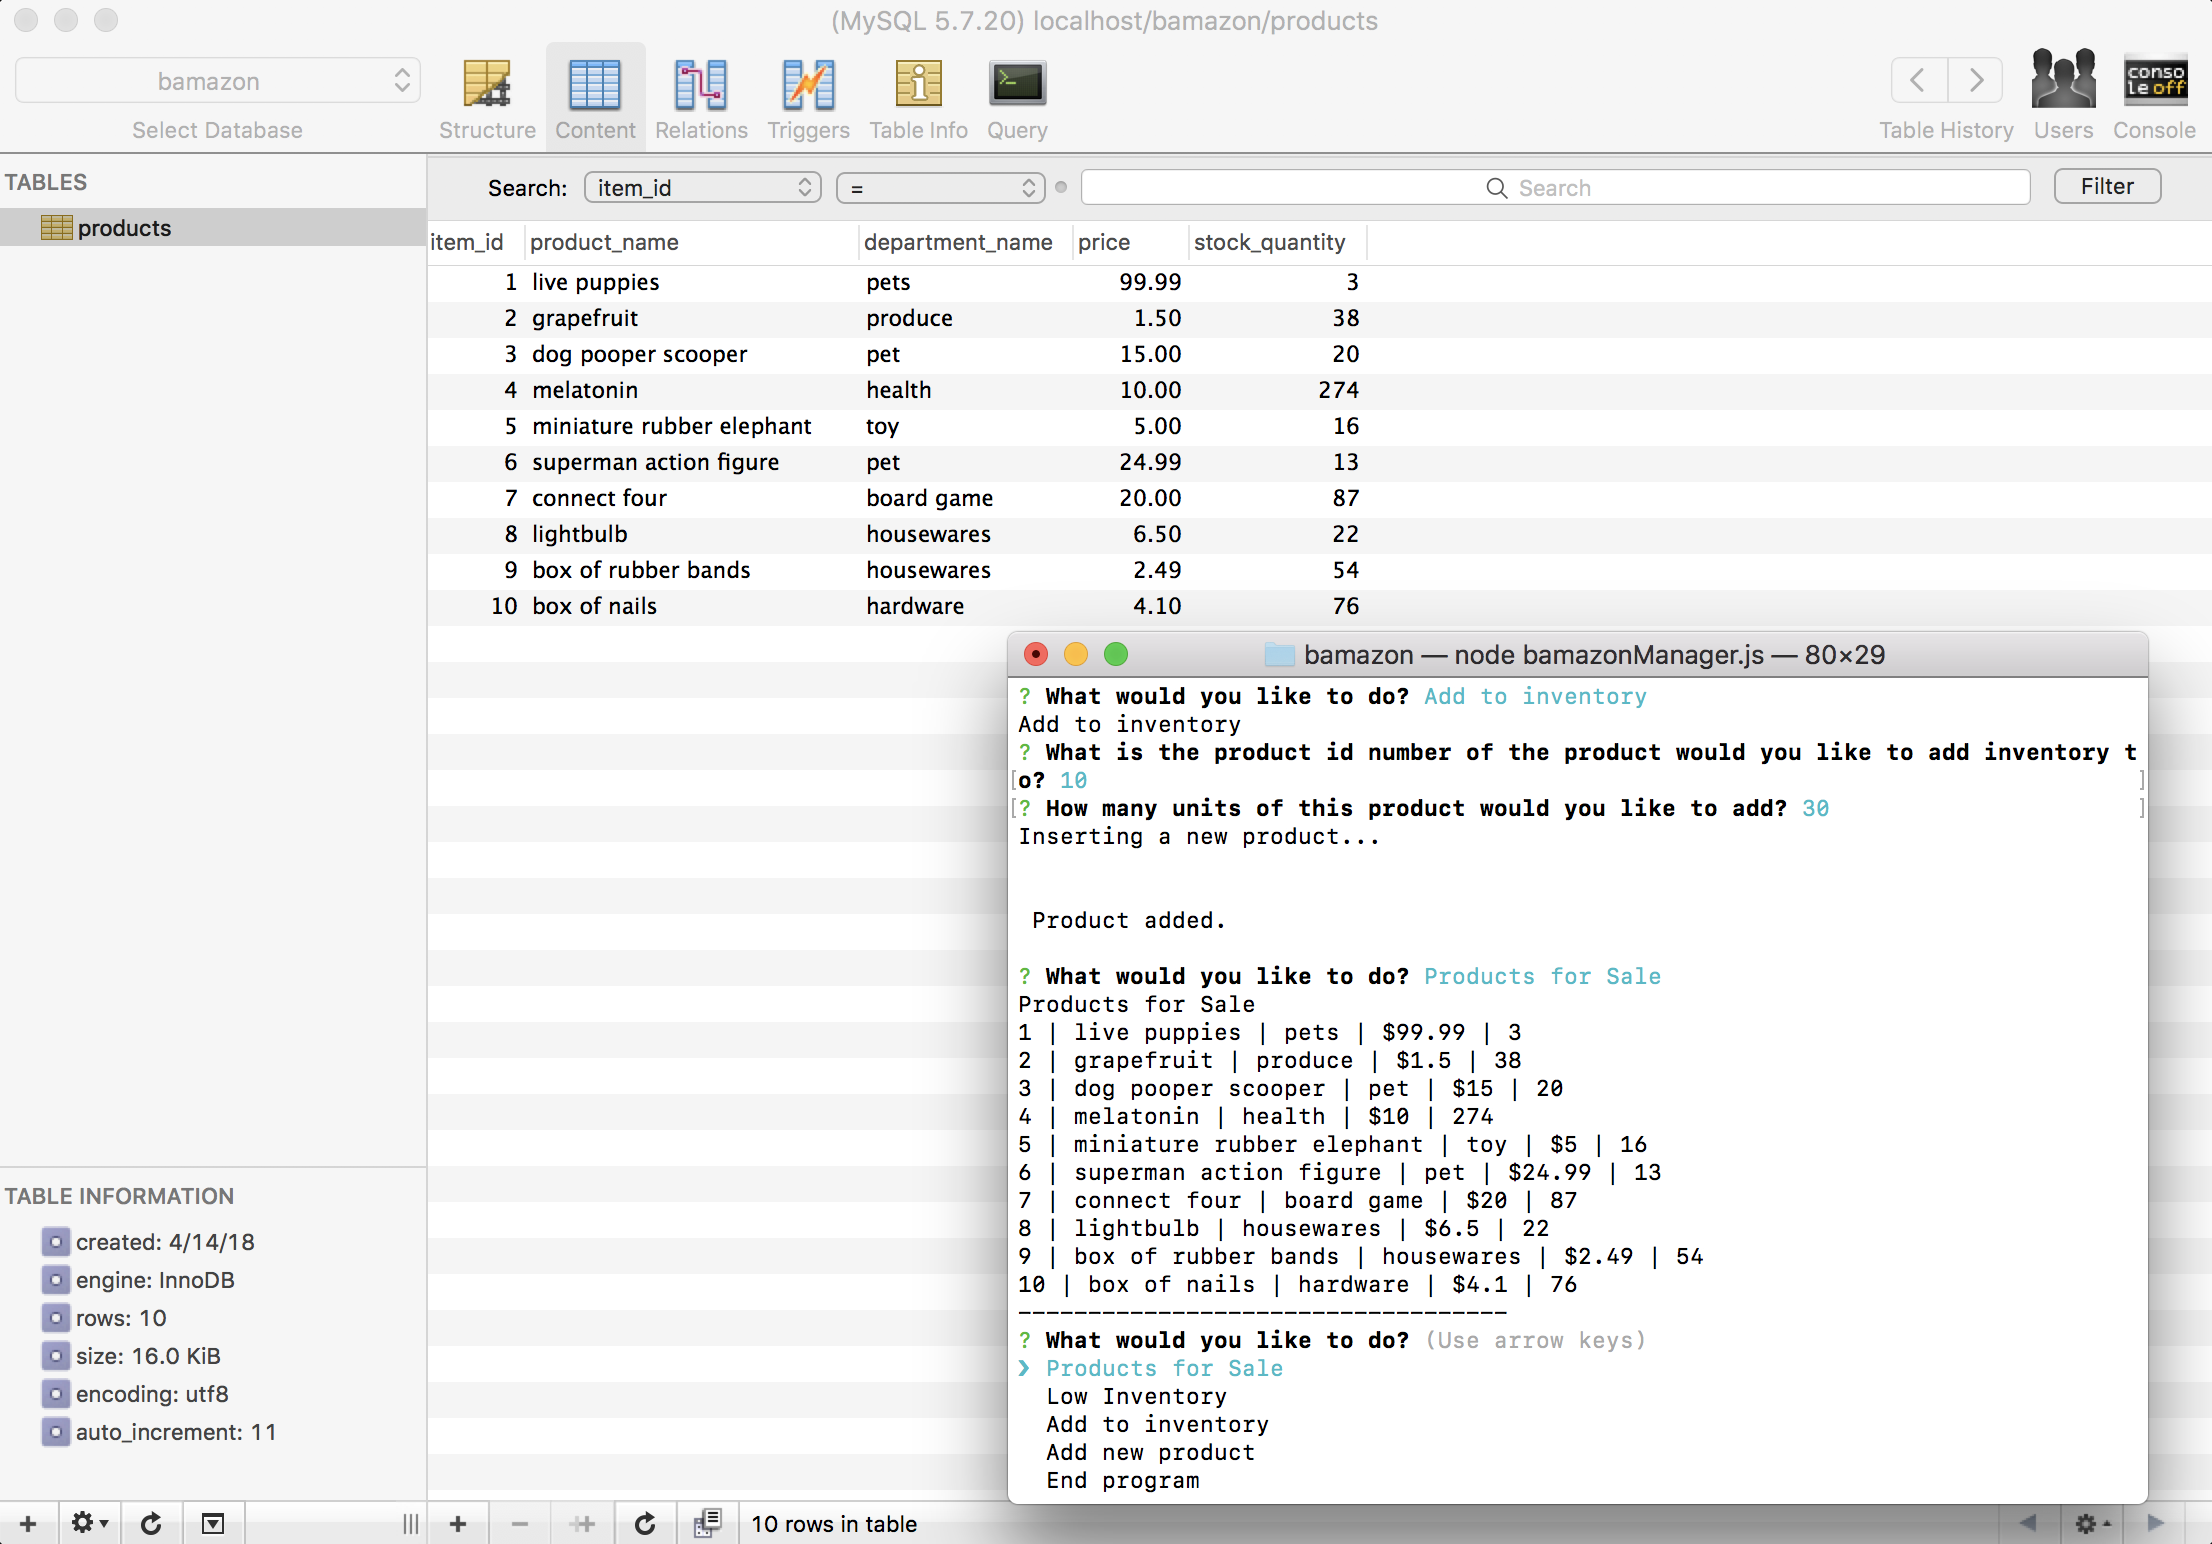 (MySQL 5.7.20) localhost/bamazon/products
bamazon
Select Database
Structure
Content
Relations
Triggers
Table Info
Query
Table History
Users
conso
le off
Console
TABLES
products
Search: item_id = Search Filter
item_id product_name department_name price stock_quantity
1 live puppies pets 99.99 3
2 grapefruit produce 1.50 38
3 dog pooper scooper pet 15.00 20
4 melatonin health 10.00 274
5 miniature rubber elephant toy 5.00 16
6 superman action figure pet 24.99 13
7 connect four board game 20.00 87
8 lightbulb housewares 6.50 22
9 box of rubber bands housewares 2.49 54
10 box of nails hardware 4.10 76
bamazon — node bamazonManager.js — 80×29
? What would you like to do? Add to inventory
Add to inventory
? What is the product id number of the product would you like to add inventory t
[o? 10 ]
[? How many units of this product would you like to add? 30 ]
Inserting a new product...
Product added.
? What would you like to do? Products for Sale
Products for Sale
1 | live puppies | pets | $99.99 | 3
2 | grapefruit | produce | $1.5 | 38
3 | dog pooper scooper | pet | $15 | 20
4 | melatonin | health | $10 | 274
5 | miniature rubber elephant | toy | $5 | 16
6 | superman action figure | pet | $24.99 | 13
7 | connect four | board game | $20 | 87
8 | lightbulb | housewares | $6.5 | 22
9 | box of rubber bands | housewares | $2.49 | 54
10 | box of nails | hardware | $4.1 | 76
-----------------------------------
? What would you like to do? (Use arrow keys)
❯ Products for Sale
Low Inventory
Add to inventory
Add new product
End program
TABLE INFORMATION
created: 4/14/18
engine: InnoDB
rows: 10
size: 16.0 KiB
encoding: utf8
auto_increment: 11
10 rows in table